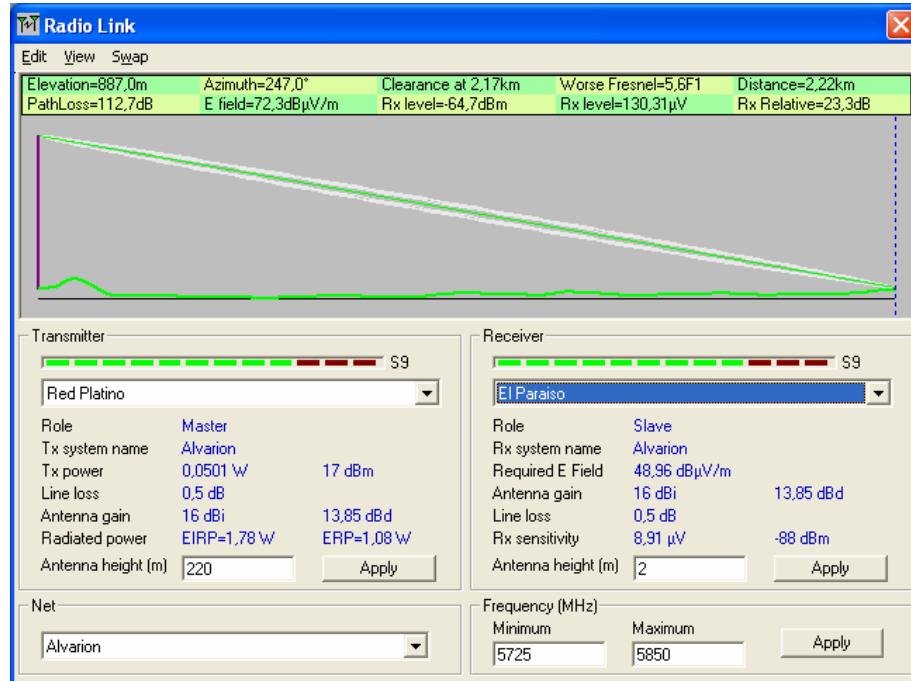 Radio Link
Edit View Swap
Elevation=887,0m Azimuth=247,0° Clearance at 2,17km Worse Fresnel=5,6F1 Distance=2,22km
PathLoss=112,7dB E field=72,3dBµV/m Rx level=-64,7dBm Rx level=130,31µV Rx Relative=23,3dB
Transmitter
S9
Red Platino
Role Master
Tx system name Alvarion
Tx power 0,0501 W 17 dBm
Line loss 0,5 dB
Antenna gain 16 dBi 13,85 dBd
Radiated power EIRP=1,78 W ERP=1,08 W
Antenna height (m) 220 Apply
Receiver
S9
El Paraiso
Role Slave
Rx system name Alvarion
Required E Field 48,96 dBµV/m
Antenna gain 16 dBi 13,85 dBd
Line loss 0,5 dB
Rx sensitivity 8,91 µV -88 dBm
Antenna height (m) 2 Apply
Net
Alvarion
Frequency (MHz)
Minimum Maximum
5725 5850 Apply